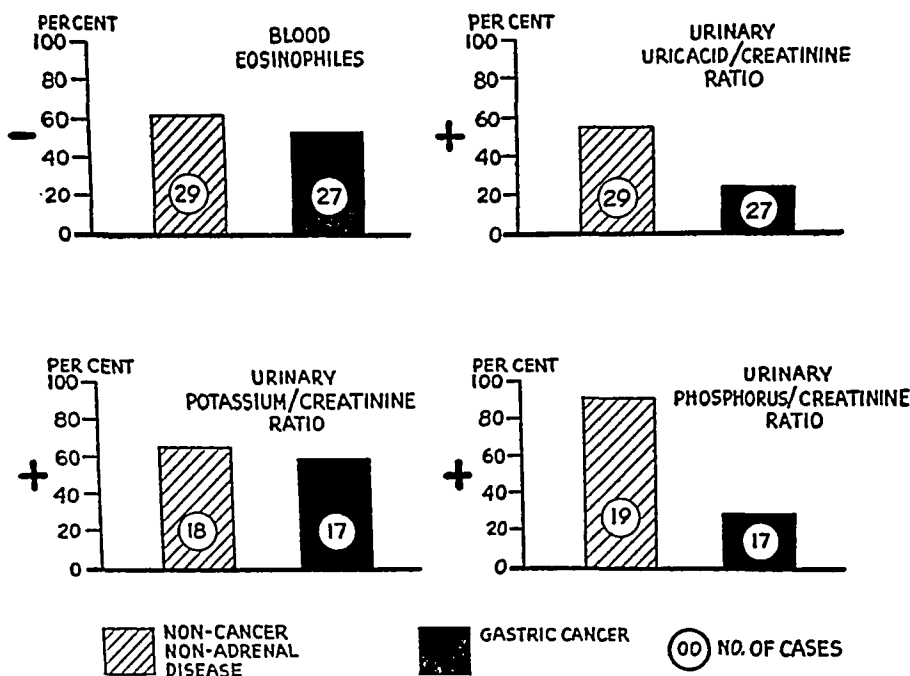 PER CENT
100
80
60
40
20
0
-
BLOOD
EOSINOPHILES
29
27
PER CENT
100
80
60
40
20
0
+
URINARY
URICACID/CREATININE
RATIO
29
27
PER CENT
100
80
60
40
20
0
+
URINARY
POTASSIUM/CREATININE
RATIO
18
17
PER CENT
100
80
60
40
20
0
+
URINARY
PHOSPHORUS/CREATININE
RATIO
19
17
NON-CANCER
NON-ADRENAL
DISEASE
GASTRIC CANCER
00 NO. OF CASES